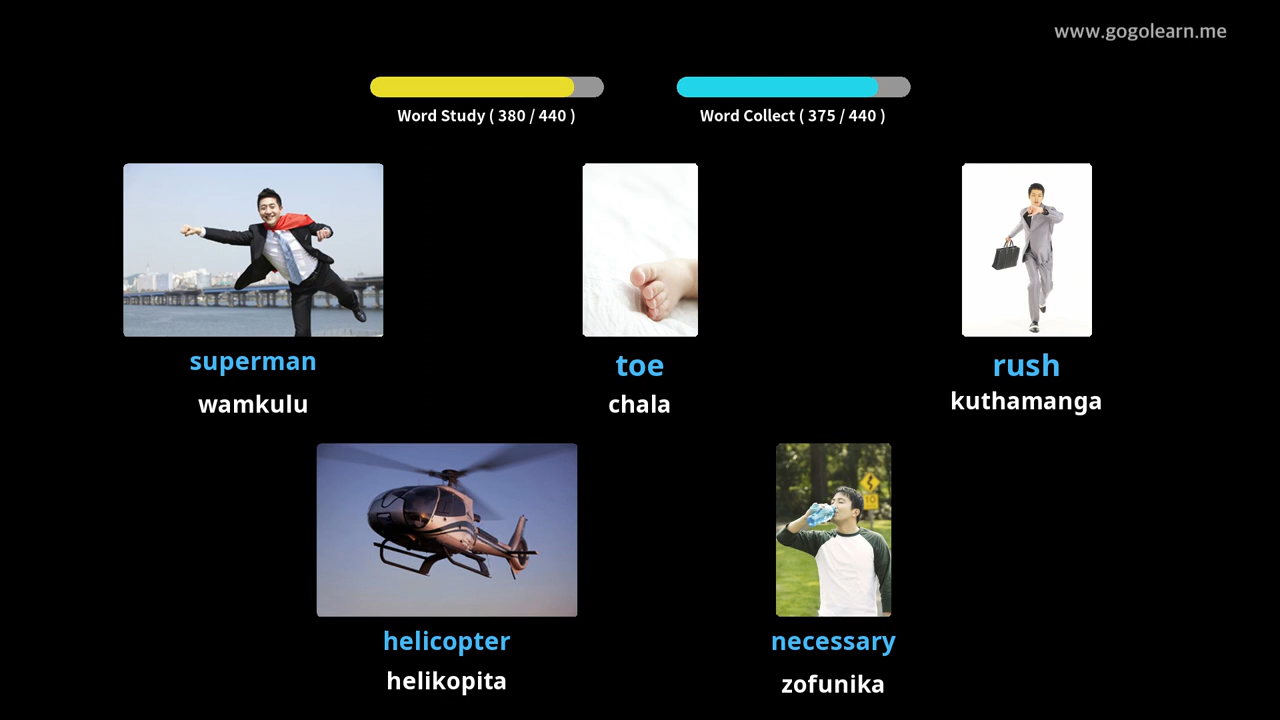 www.gogolearn.me
Word Study ( 380 / 440 )
Word Collect ( 375 / 440 )
superman
wamkulu
toe
chala
rush
kuthamanga
helicopter
helikopita
necessary
zofunika